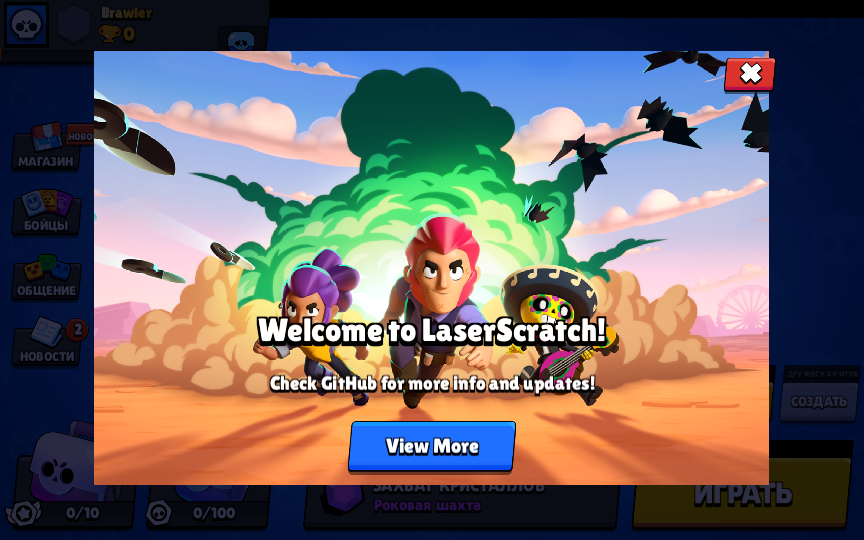 Brawler
0
НОВО
МАГАЗИН
БОЙЦЫ
ОБЩЕНИЕ
2
НОВОСТИ
Welcome to LaserScratch!
Check GitHub for more info and updates!
View More
ДРУЖЕСКАЯ ИГРА
СОЗДАТЬ
0/10
0/100
ЗАХВАТ КРИСТАЛЛОВ
Роковая шахта
ИГРАТЬ